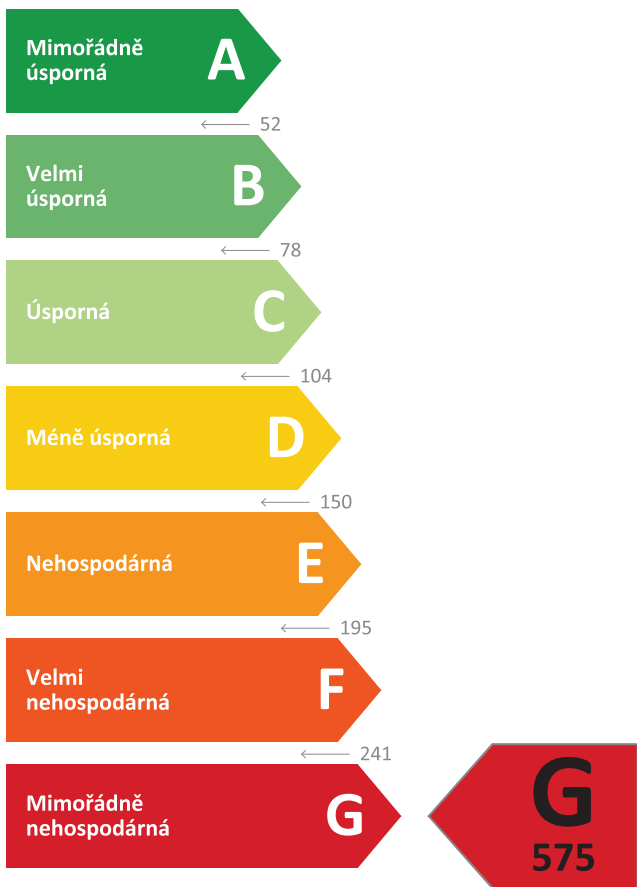 Mimořádně
úsporná
A
52
Velmi
úsporná
B
78
Úsporná
C
104
Méně úsporná
D
150
Nehospodárná
E
195
Velmi
nehospodárná
F
241
Mimořádně
nehospodárná
G
G
575